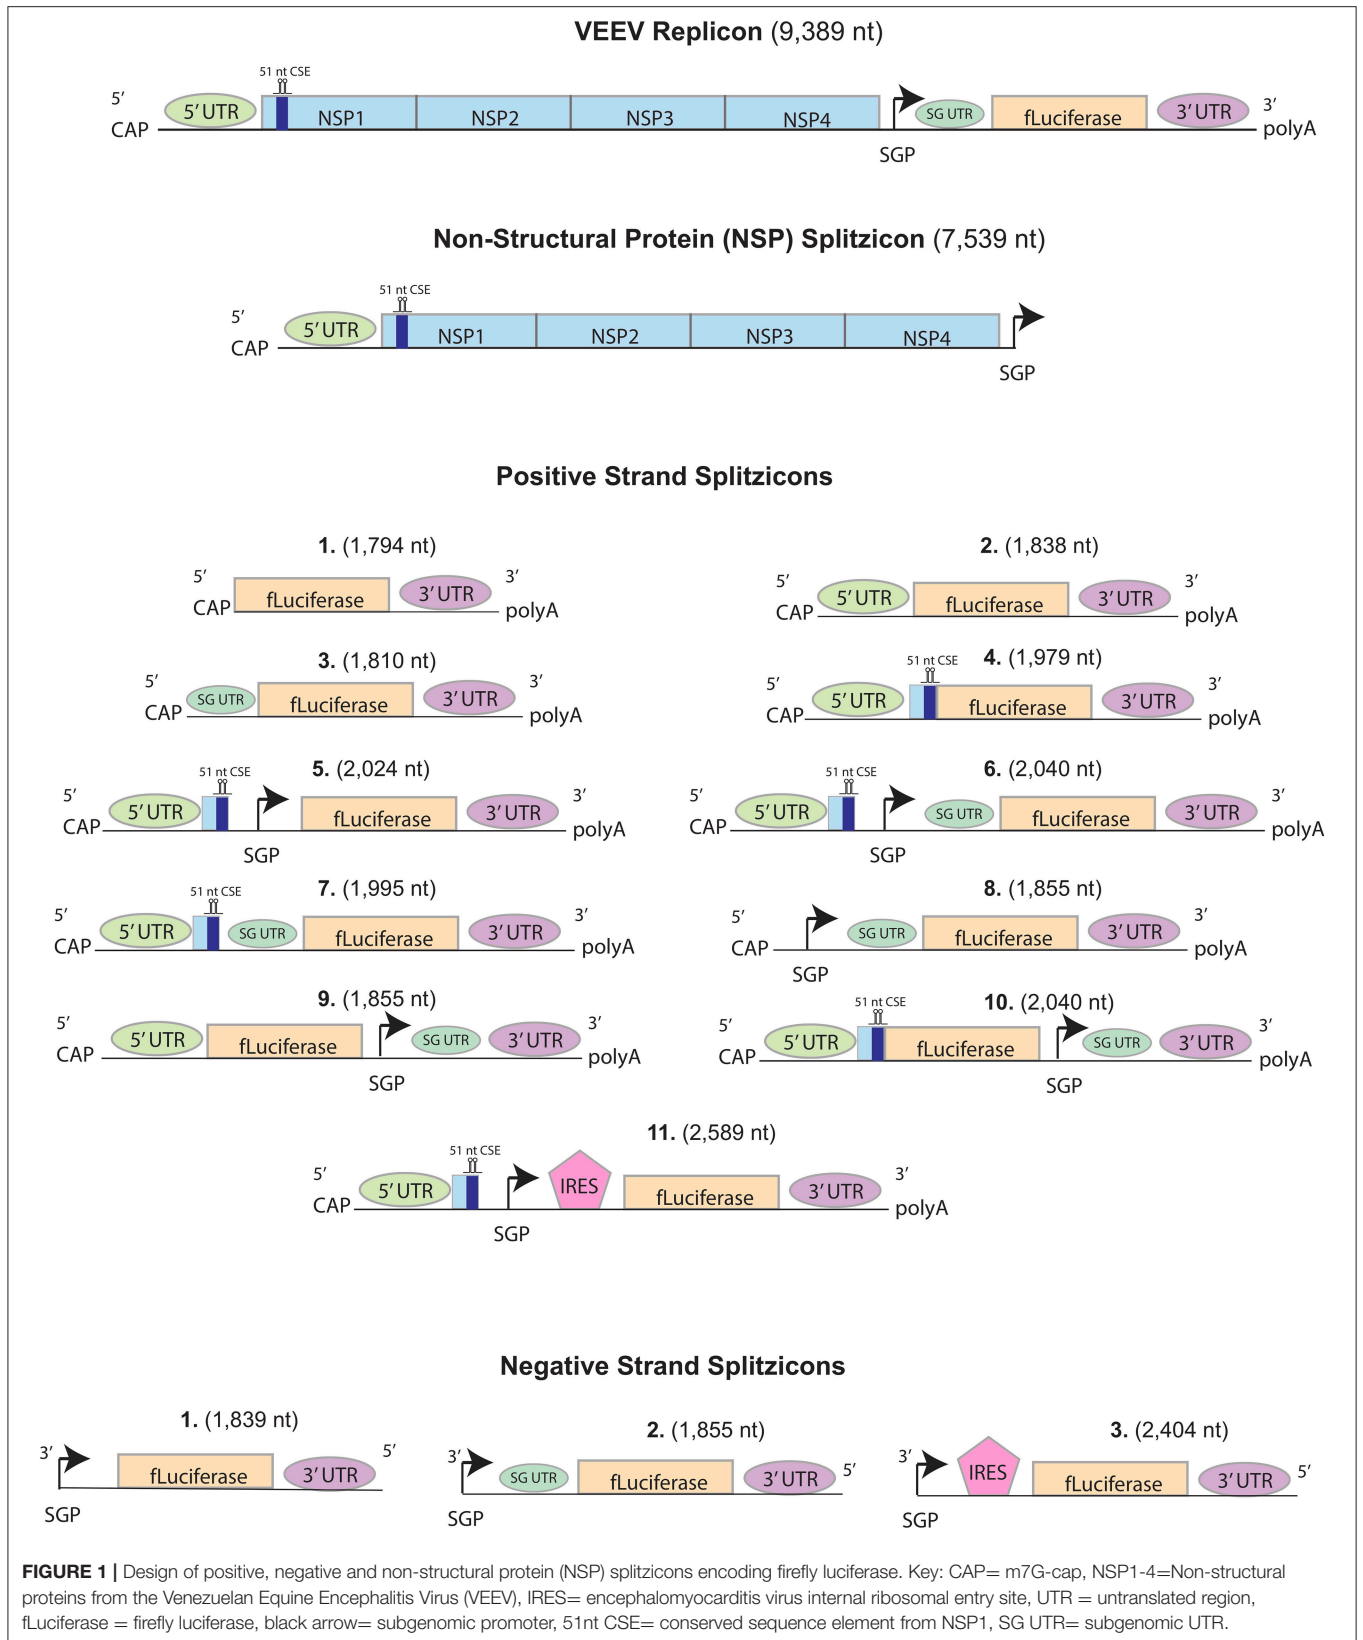 VEEV Replicon (9,389 nt)
51 nt CSE
5′ 5′ UTR NSP1 NSP2 NSP3 NSP4 SG UTR fLuciferase 3′ UTR 3′
CAP polyA
SGP
Non-Structural Protein (NSP) Splitzicon (7,539 nt)
51 nt CSE
5′ 5′ UTR NSP1 NSP2 NSP3 NSP4
CAP
SGP
Positive Strand Splitzicons
1. (1,794 nt)
5′ fLuciferase 3′ UTR 3′
CAP polyA
2. (1,838 nt)
5′ 5′ UTR fLuciferase 3′ UTR 3′
CAP polyA
3. (1,810 nt)
5′ SG UTR fLuciferase 3′ UTR 3′
CAP polyA
51 nt CSE 4. (1,979 nt)
5′ 5′ UTR fLuciferase 3′ UTR 3′
CAP polyA
51 nt CSE 5. (2,024 nt)
5′ 5′ UTR fLuciferase 3′ UTR 3′
CAP polyA
SGP
51 nt CSE 6. (2,040 nt)
5′ 5′ UTR SG UTR fLuciferase 3′ UTR 3′
CAP polyA
SGP
51 nt CSE 7. (1,995 nt)
5′ 5′ UTR SG UTR fLuciferase 3′ UTR 3′
CAP polyA
8. (1,855 nt)
5′ SG UTR fLuciferase 3′ UTR 3′
CAP polyA
SGP
9. (1,855 nt)
5′ 5′ UTR fLuciferase SG UTR 3′ UTR 3′
CAP polyA
SGP
51 nt CSE 10. (2,040 nt)
5′ 5′ UTR fLuciferase SG UTR 3′ UTR 3′
CAP polyA
SGP
51 nt CSE 11. (2,589 nt)
5′ 5′ UTR IRES fLuciferase 3′ UTR 3′
CAP polyA
SGP
Negative Strand Splitzicons
1. (1,839 nt)
3′ fLuciferase 3′ UTR 5′
SGP
2. (1,855 nt)
3′ SG UTR fLuciferase 3′ UTR 5′
SGP
3. (2,404 nt)
3′ IRES fLuciferase 3′ UTR 5′
SGP
FIGURE 1 | Design of positive, negative and non-structural protein (NSP) splitzicons encoding firefly luciferase. Key: CAP= m7G-cap, NSP1-4=Non-structural
proteins from the Venezuelan Equine Encephalitis Virus (VEEV), IRES= encephalomyocarditis virus internal ribosomal entry site, UTR = untranslated region,
fLuciferase = firefly luciferase, black arrow= subgenomic promoter, 51nt CSE= conserved sequence element from NSP1, SG UTR= subgenomic UTR.